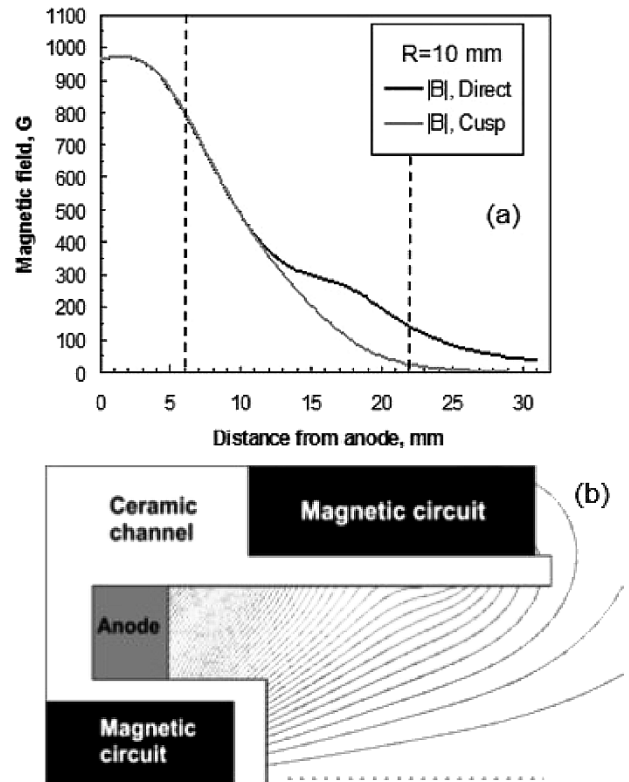 1100
1000
900
800
700
600
500
400
300
200
100
0
Magnetic field, G
R=10 mm
|B|, Direct
|B|, Cusp
(a)
0 5 10 15 20 25 30
Distance from anode, mm
(b)
Ceramic
channel
Magnetic circuit
Anode
Magnetic
circuit